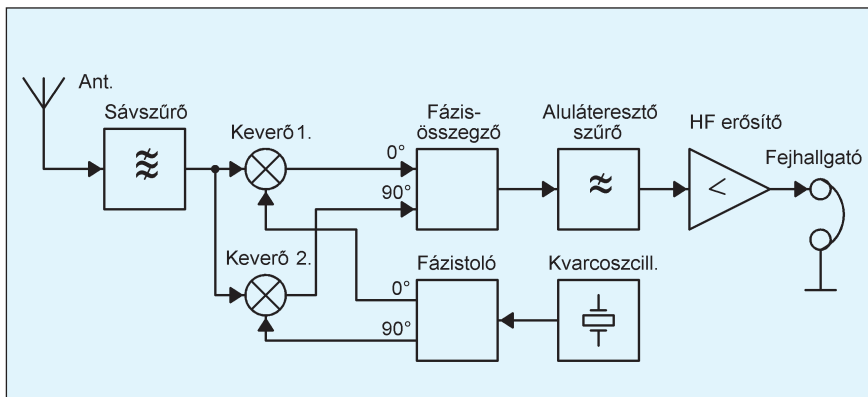 Ant.
Sávszűrő
Keverő 1.
Fázis-
összegző
Aluláteresztő
szűrő
HF erősítő
Fejhallgató
0°
90°
Keverő 2.
Fázistoló
Kvarcoszcill.
0°
90°